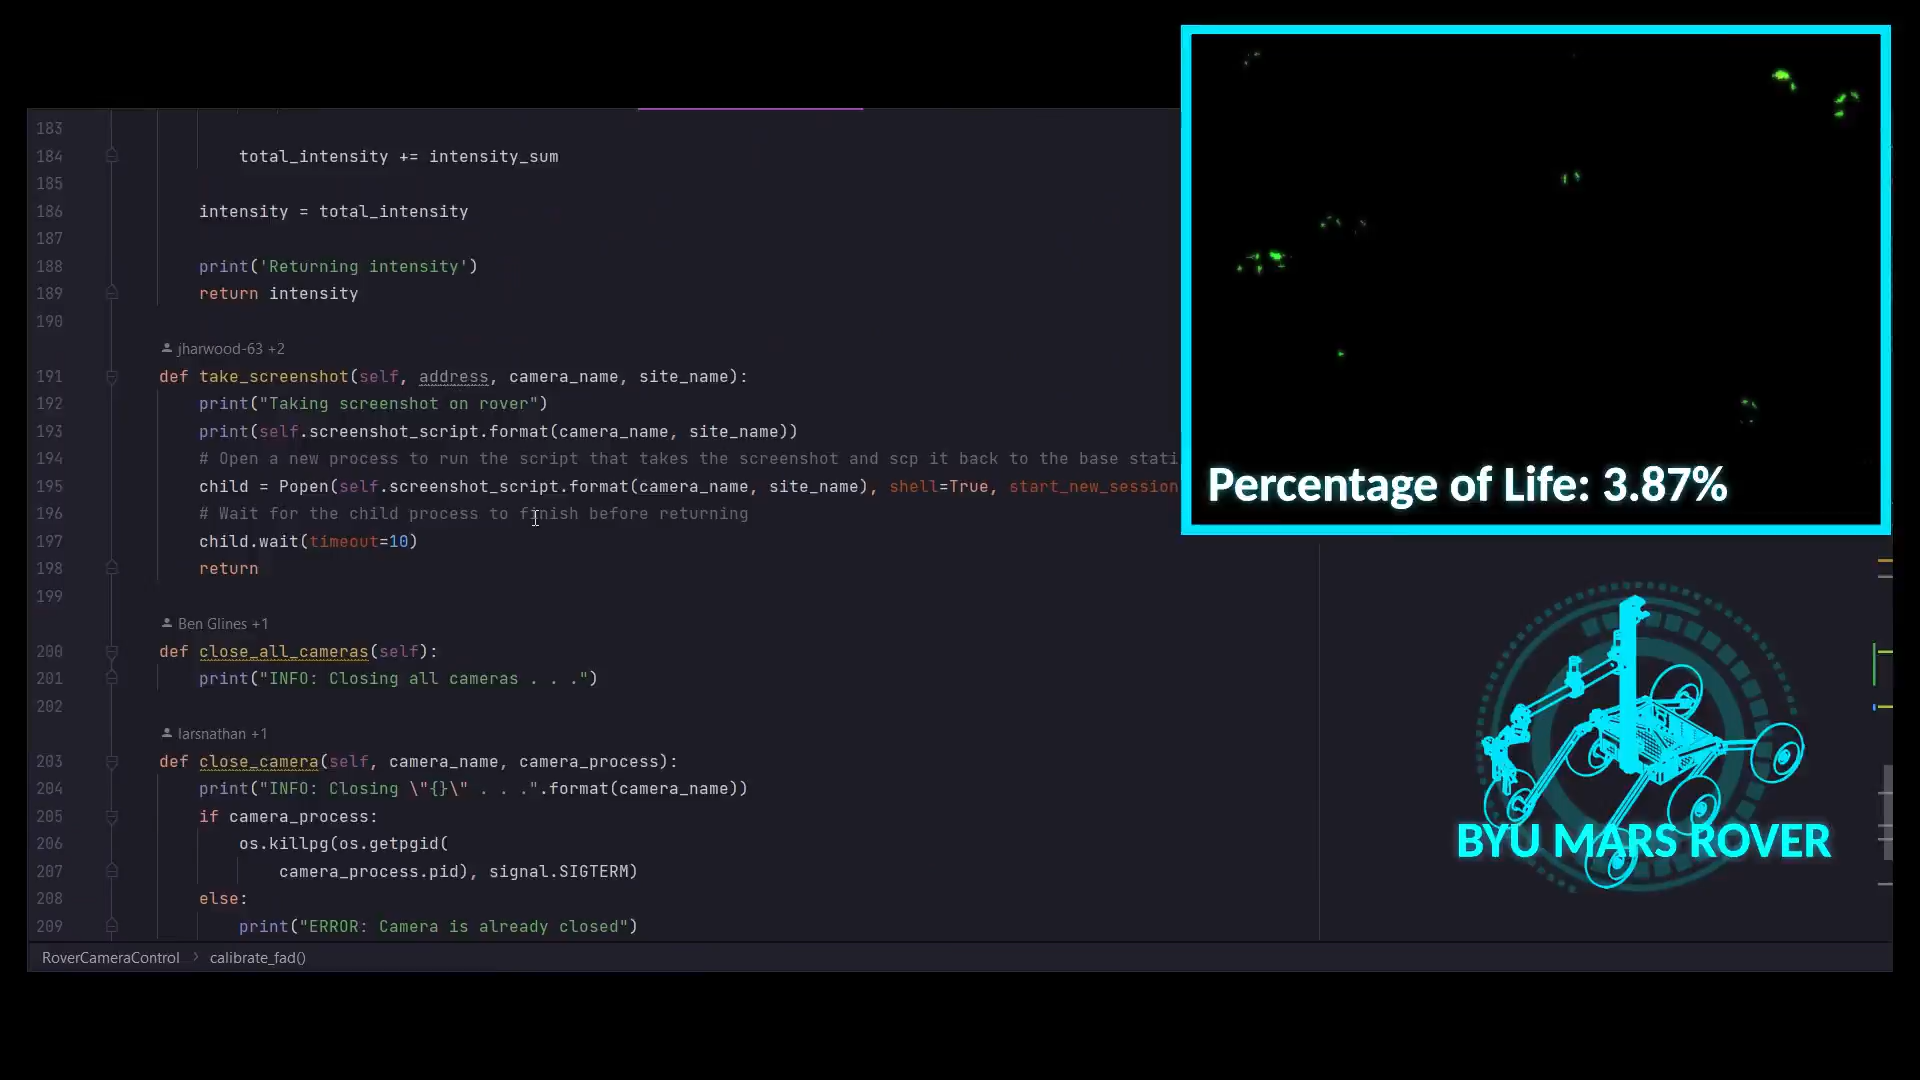 183
184 total_intensity += intensity_sum
185
186 intensity = total_intensity
187
188 print('Returning intensity')
189 return intensity
190
jharwood-63 +2
191 def take_screenshot(self, address, camera_name, site_name):
192 print("Taking screenshot on rover")
193 print(self.screenshot_script.format(camera_name, site_name))
194 # Open a new process to run the script that takes the screenshot and scp it back to the base stati
195 child = Popen(self.screenshot_script.format(camera_name, site_name), shell=True, start_new_session
196 # Wait for the child process to finish before returning
197 child.wait(timeout=10)
198 return
199
Ben Glines +1
200 def close_all_cameras(self):
201 print("INFO: Closing all cameras . . .")
202
larsnathan +1
203 def close_camera(self, camera_name, camera_process):
204 print("INFO: Closing \"{}\" . . .".format(camera_name))
205 if camera_process:
206 os.killpg(os.getpgid(
207 camera_process.pid), signal.SIGTERM)
208 else:
209 print("ERROR: Camera is already closed")
RoverCameraControl > calibrate_fad()
Percentage of Life: 3.87%
BYU MARS ROVER